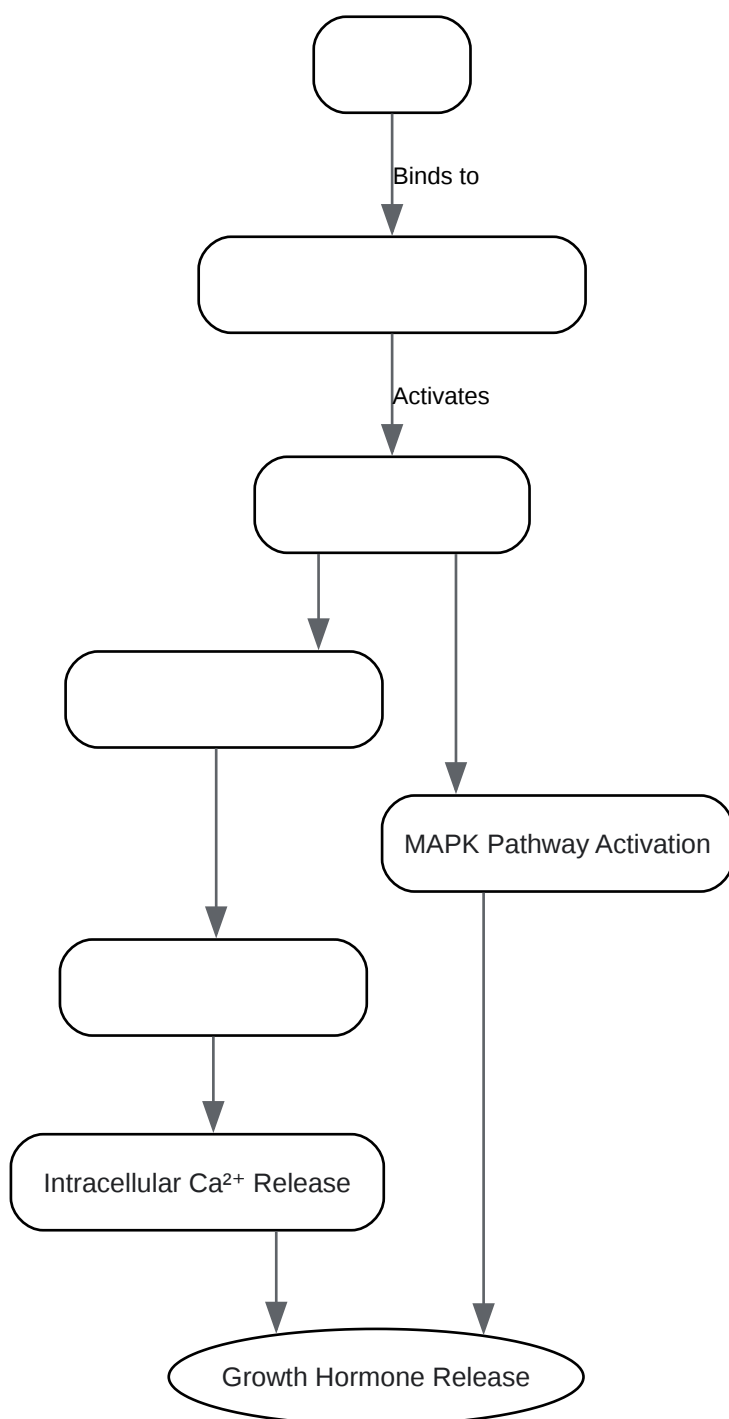 Binds to
Activates
MAPK Pathway Activation
Intracellular Ca²⁺ Release
Growth Hormone Release